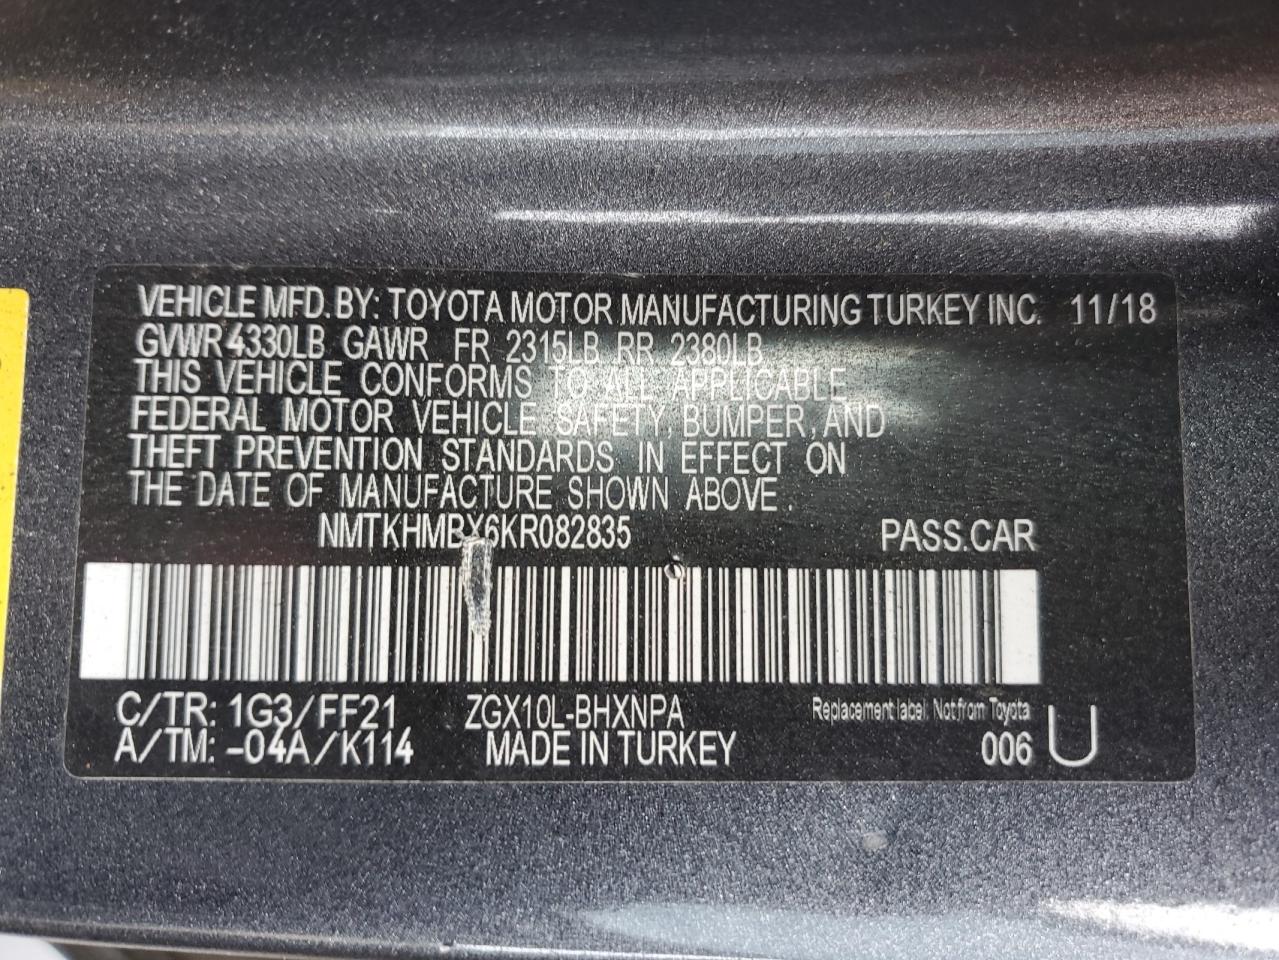 VEHICLE MFD. BY: TOYOTA MOTOR MANUFACTURING TURKEY INC. 11/18
GVWR 4330LB GAWR FR 2315LB RR 2380LB
THIS VEHICLE CONFORMS TO ALL APPLICABLE
FEDERAL MOTOR VEHICLE SAFETY, BUMPER, AND
THEFT PREVENTION STANDARDS IN EFFECT ON
THE DATE OF MANUFACTURE SHOWN ABOVE.
NMTKHMBX6KR082835 PASS.CAR
C/TR: 1G3/FF21 ZGX10L-BHXNPA Replacement label. Not from Toyota
A/TM: -04A/K114 MADE IN TURKEY 006 U